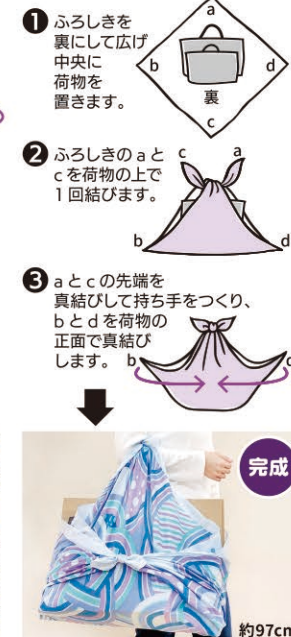 ❶ ふろしきを
裏にして広げ
中央に
荷物を
置きます。
a
b
d
裏
c
❷ ふろしきのaと
cを荷物の上で
1回結びます。
c
a
b
d
❸ aとcの先端を
真結びして持ち手をつくり、
bとdを荷物の
正面で真結び
します。
b
完成
約97cm